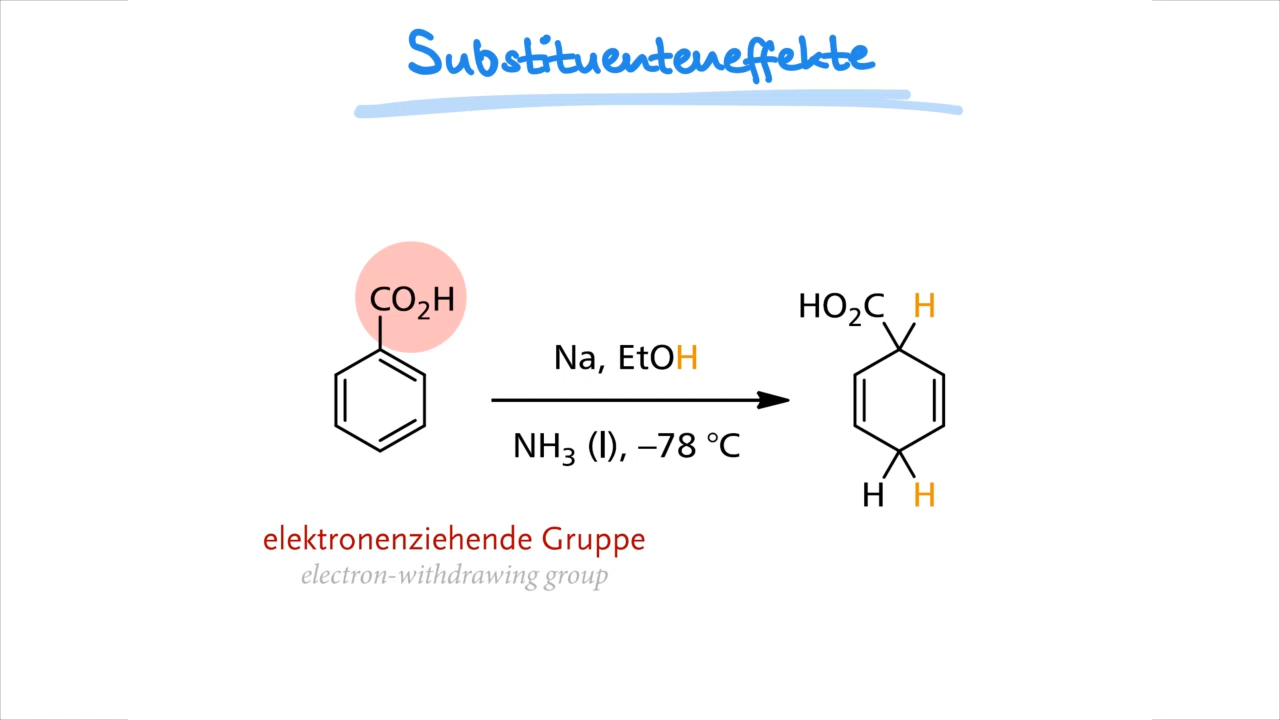 Substituenteneffekte
CO₂H
HO₂C H
Na, EtOH
NH₃ (l), –78 °C
H H
elektronenziehende Gruppe
electron-withdrawing group